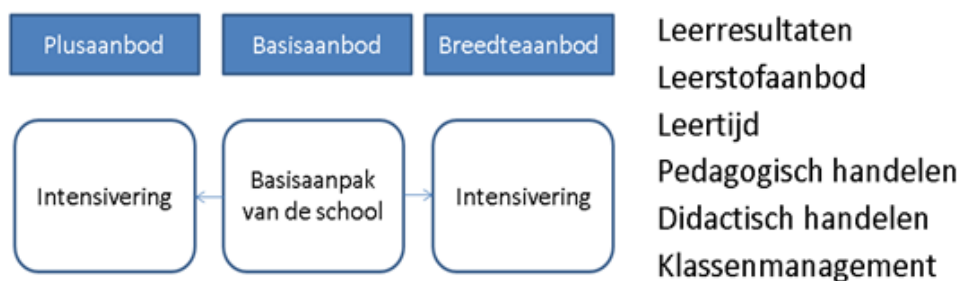 Plusaanbod
Basisaanbod
Breedteaanbod
Intensivering
Basisaanpak
van de school
Intensivering
Leerresultaten
Leerstofaanbod
Leertijd
Pedagogisch handelen
Didactisch handelen
Klassenmanagement